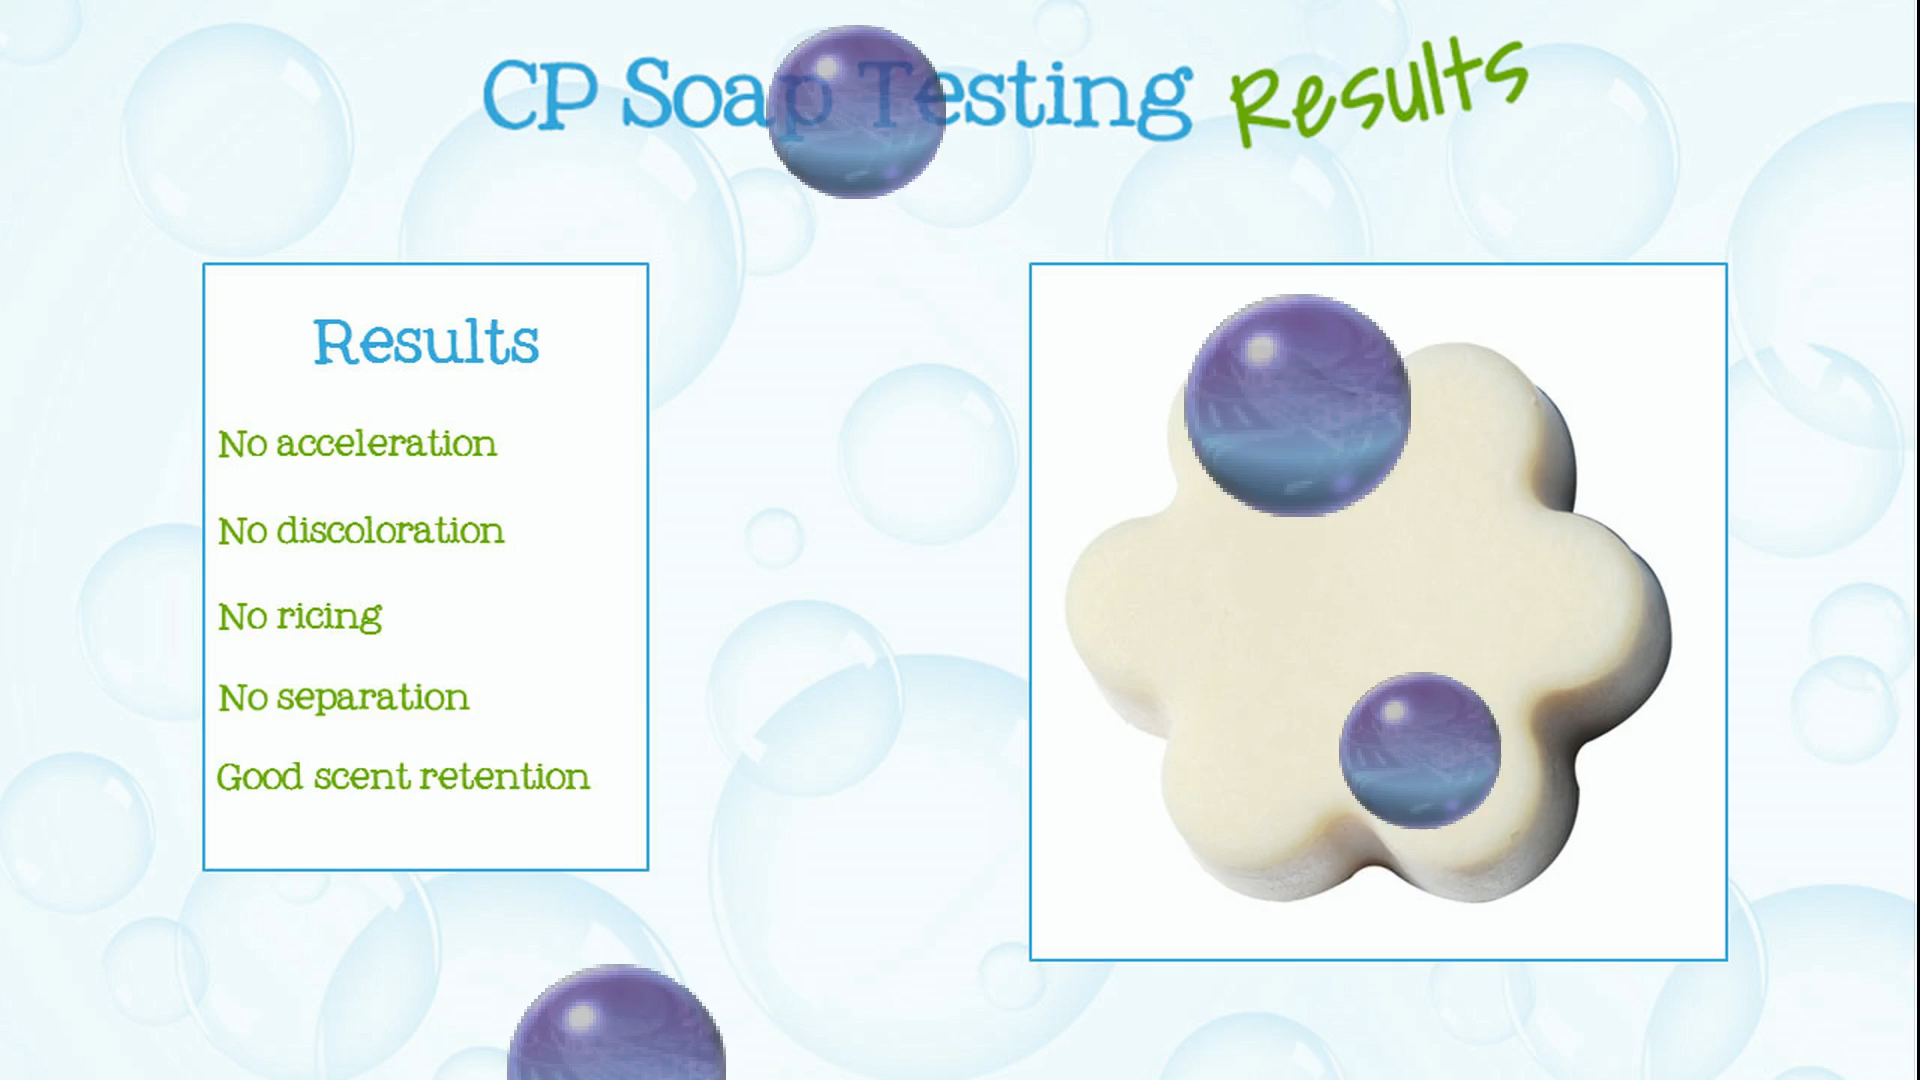 CP Soap Testing Results
Results
No acceleration
No discoloration
No ricing
No separation
Good scent retention